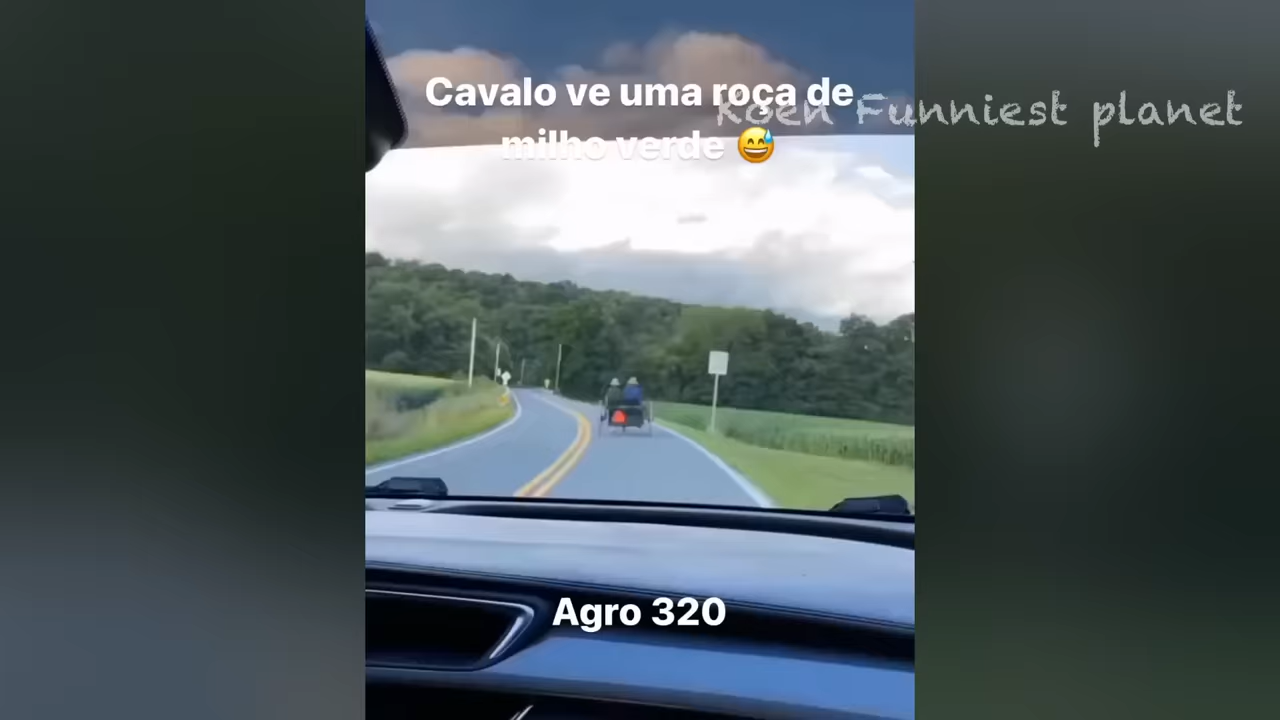 Cavalo ve uma roça de
milho verde 😅
Koen Funniest planet
Agro 320